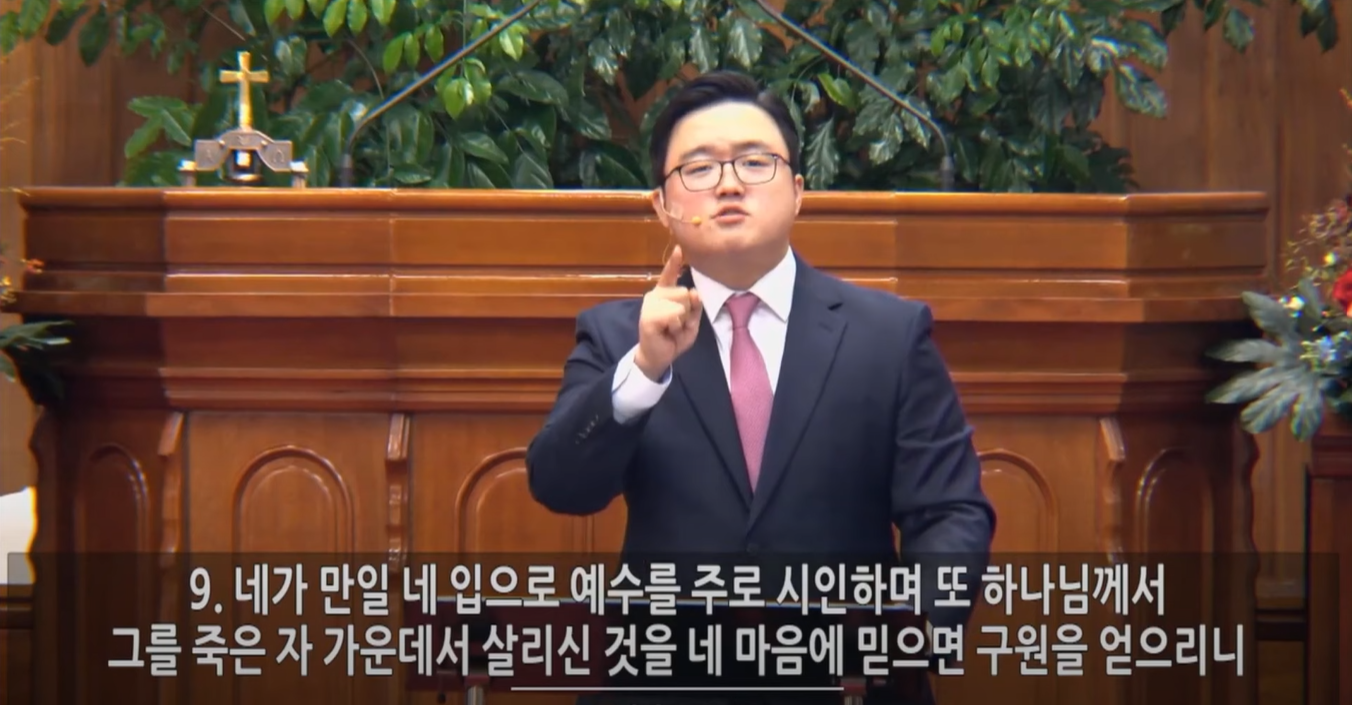 9. 네가 만일 네 입으로 예수를 주로 시인하며 또 하나님께서
그를 죽은 자 가운데서 살리신 것을 네 마음에 믿으면 구원을 얻으리니